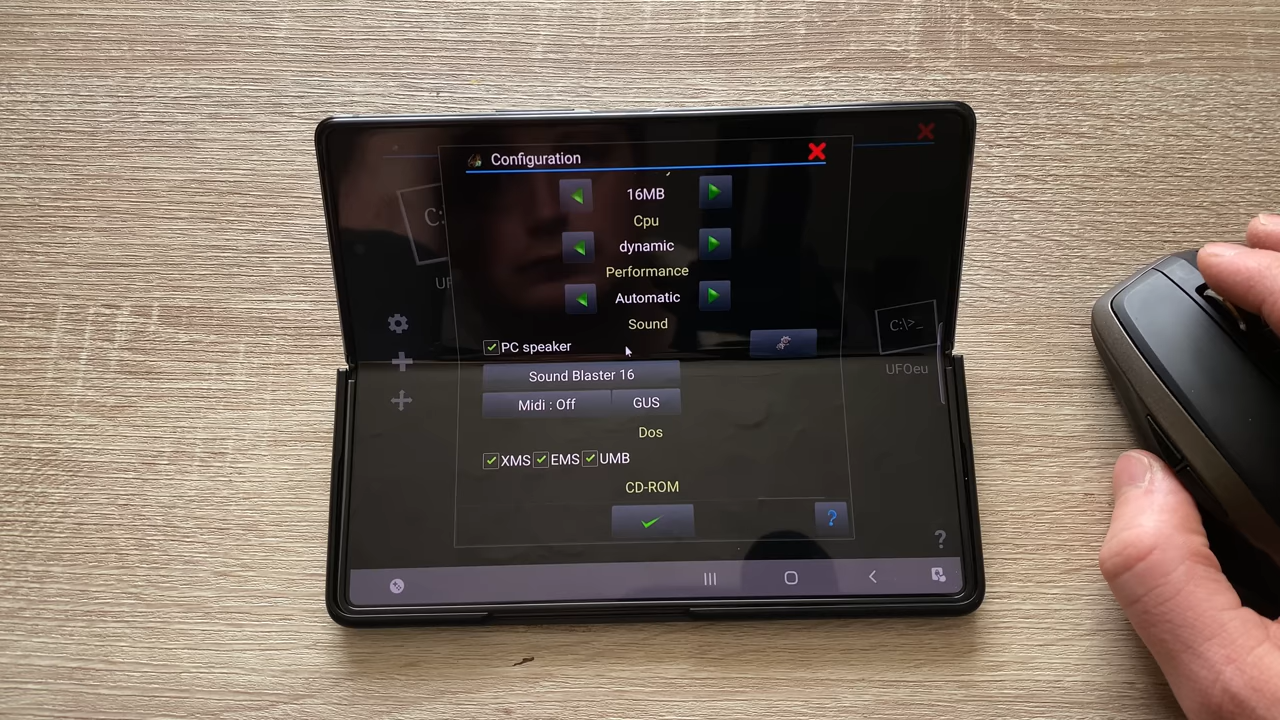 Configuration
16MB
Cpu
dynamic
Performance
Automatic
Sound
PC speaker
Sound Blaster 16
Midi : Off GUS
Dos
XMS EMS UMB
CD-ROM
?
C:
UF
C:\>_
UFOeu
?